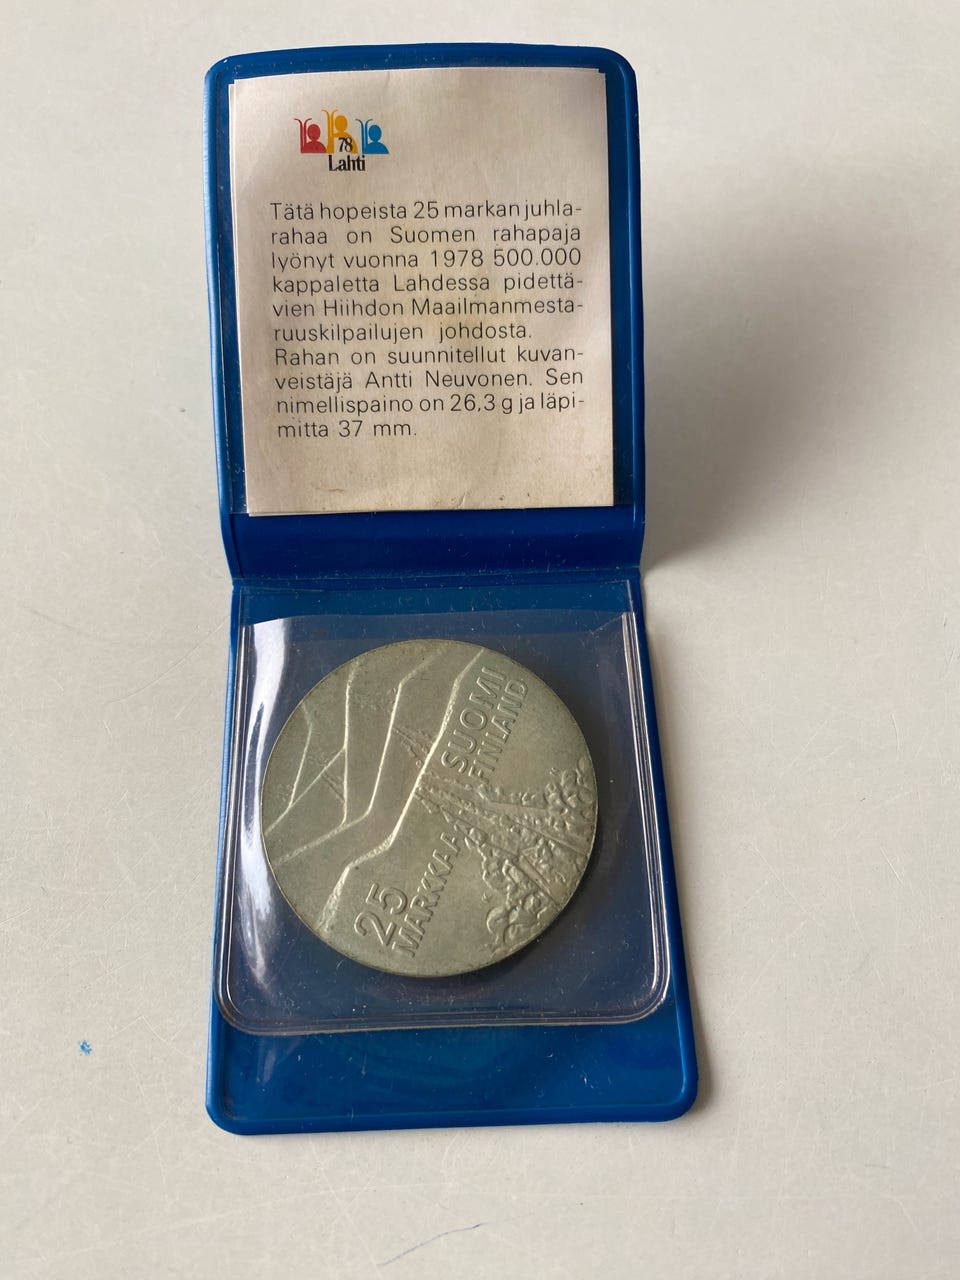 78
Lahti
Tätä hopeista 25 markan juhla-
rahaa on Suomen rahapaja
lyönyt vuonna 1978 500.000
kappaletta Lahdessa pidettä-
vien Hiihdon Maailmanmesta-
ruuskilpailujen johdosta.
Rahan on suunnitellut kuvan-
veistäjä Antti Neuvonen. Sen
nimellispaino on 26,3 g ja läpi-
mitta 37 mm.
SUOMI
FINLAND
25
MARKKAA